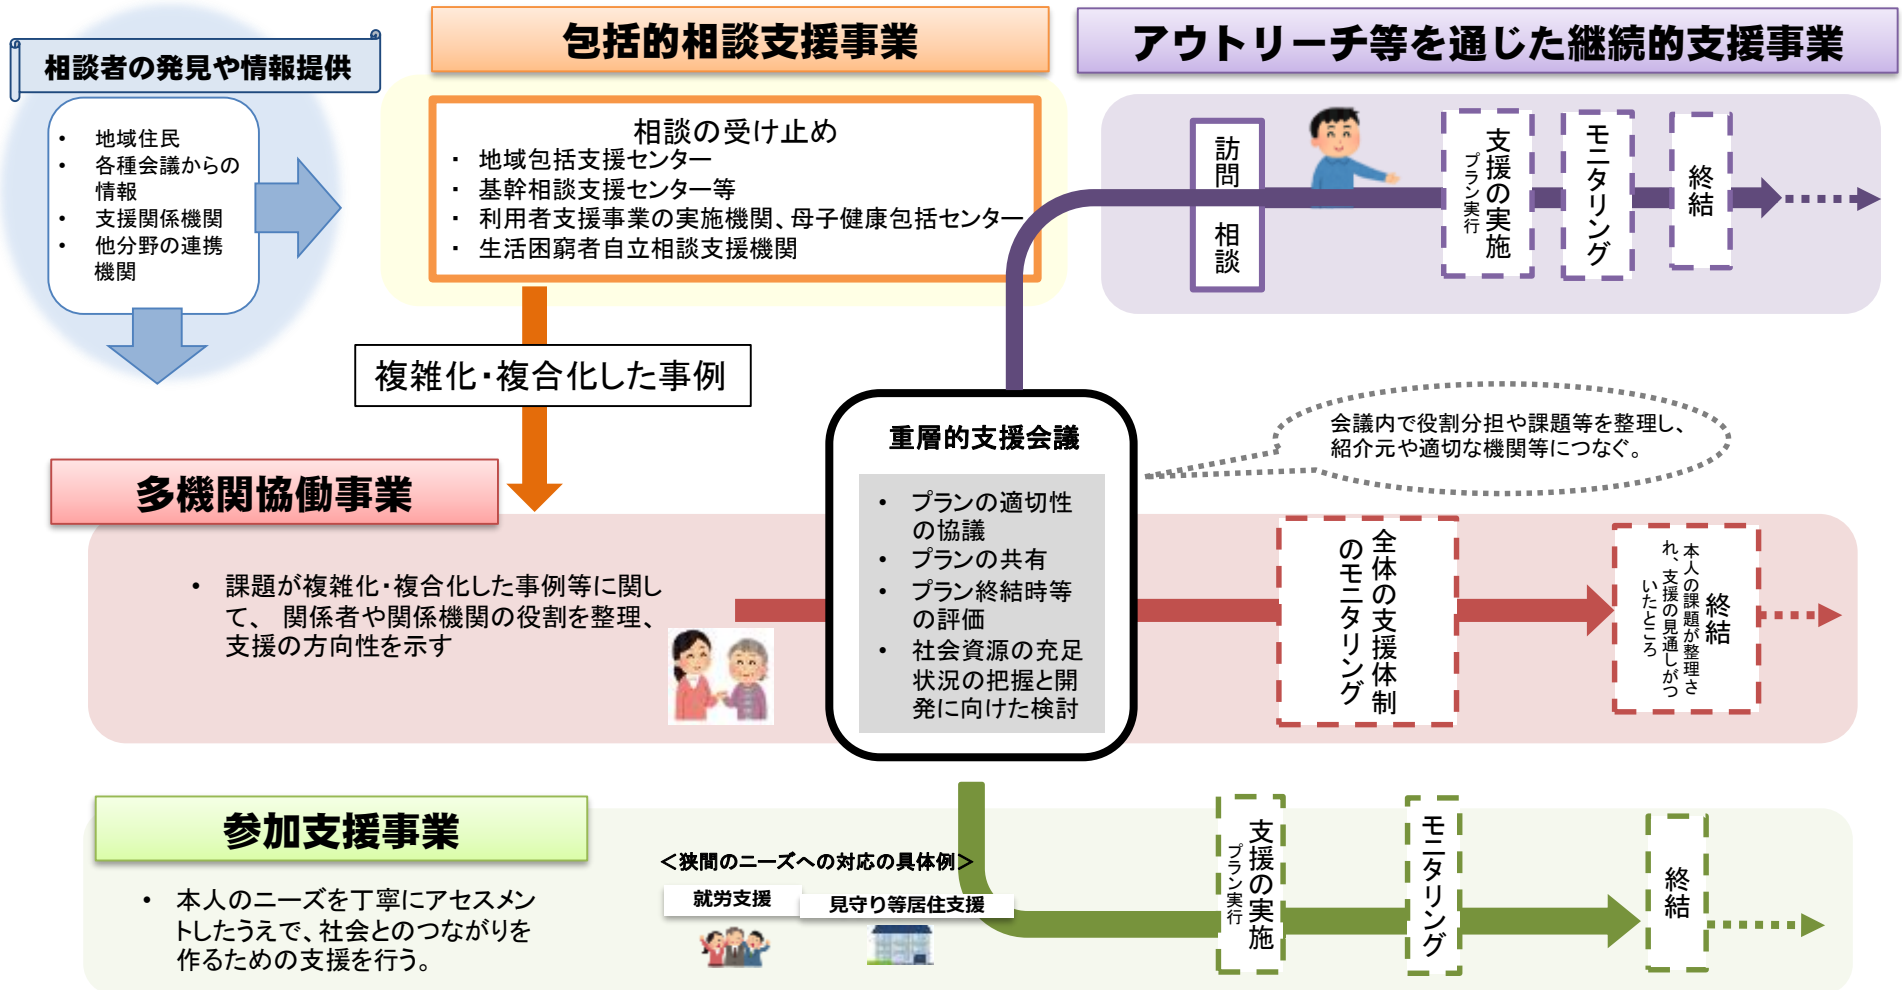 相談者の発見や情報提供
• 地域住民
• 各種会議からの
情報
• 支援関係機関
• 他分野の連携
機関
包括的相談支援事業
相談の受け止め
・ 地域包括支援センター
・ 基幹相談支援センター等
・ 利用者支援事業の実施機関、母子健康包括センター
・ 生活困窮者自立相談支援機関
アウトリーチ等を通じた継続的支援事業
訪問 相談
支援の実施
プラン実行
モニタリング
終結
複雑化・複合化した事例
重層的支援会議
• プランの適切性
の協議
• プランの共有
• プラン終結時等
の評価
• 社会資源の充足
状況の把握と開
発に向けた検討
会議内で役割分担や課題等を整理し、
紹介元や適切な機関等につなぐ。
多機関協働事業
• 課題が複雑化・複合化した事例等に関し
て、 関係者や関係機関の役割を整理、
支援の方向性を示す
全体の支援体制
のモニタリング
終結
本人の課題が整理さ
れ、支援の見通しがつ
いたところ
参加支援事業
• 本人のニーズを丁寧にアセスメン
トしたうえで、社会とのつながりを
作るための支援を行う。
＜狭間のニーズへの対応の具体例＞
就労支援
見守り等居住支援
支援の実施
プラン実行
モニタリング
終結